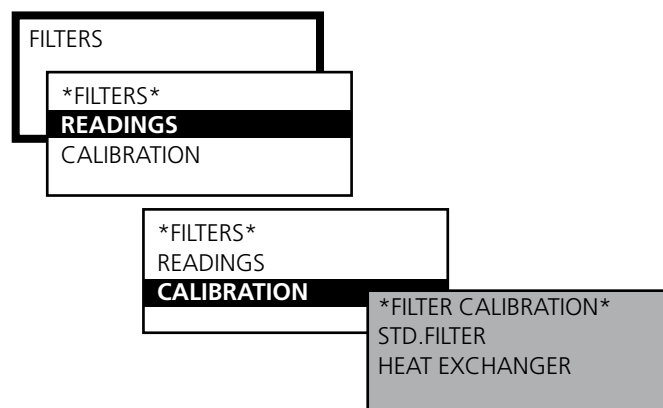 FILTERS
*FILTERS*
READINGS
CALIBRATION
*FILTERS*
READINGS
CALIBRATION
*FILTER CALIBRATION*
STD.FILTER
HEAT EXCHANGER